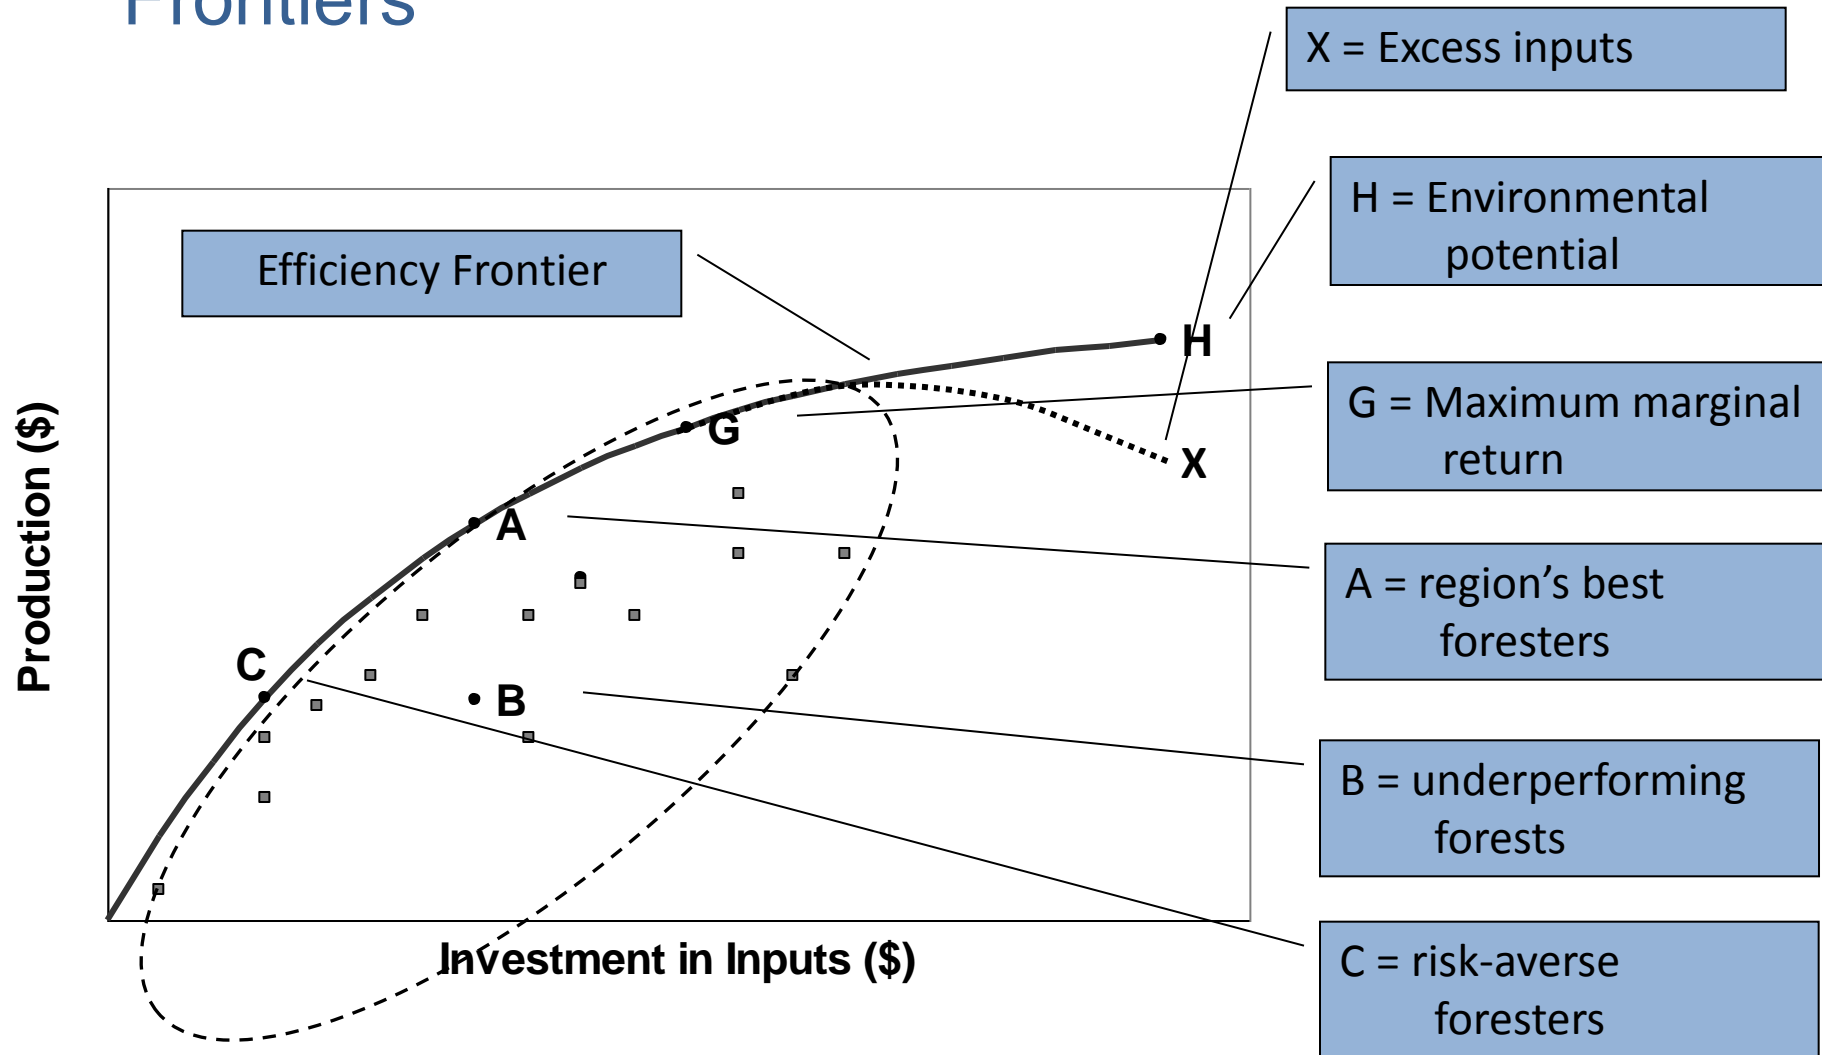 Frontiers
X = Excess inputs
H = Environmental
potential
Efficiency Frontier
H
G = Maximum marginal
return
G
X
A
A = region’s best
foresters
Production ($)
C
B
B = underperforming
forests
Investment in Inputs ($)
C = risk-averse
foresters